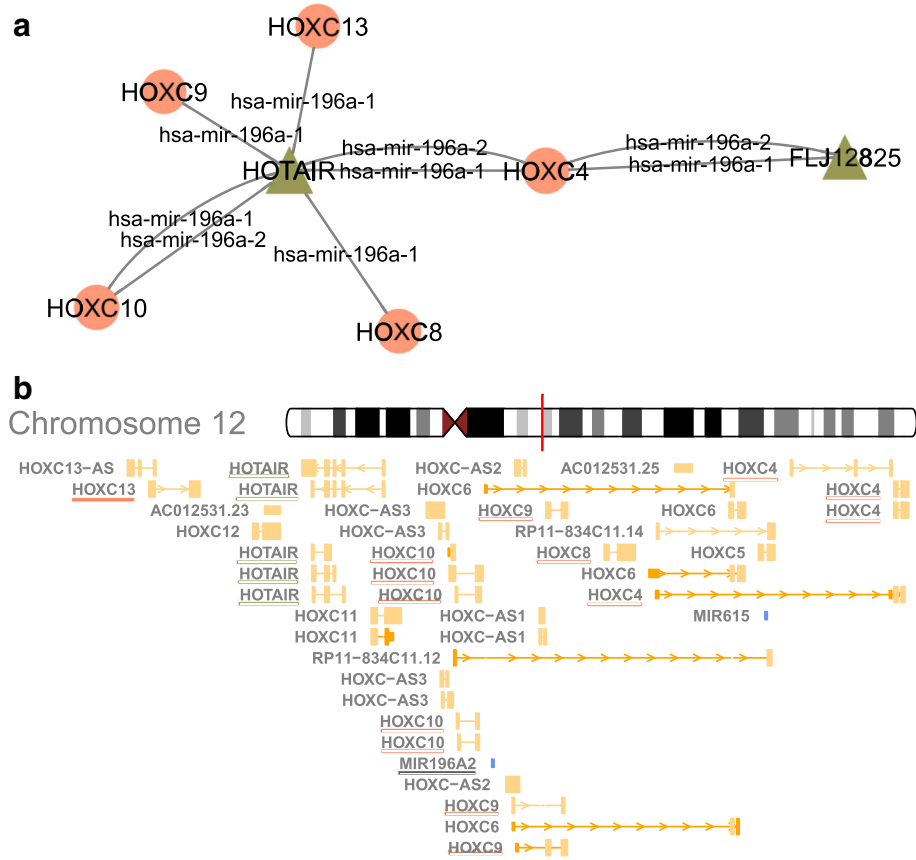 a
HOXC13
HOXC9
hsa-mir-196a-1
hsa-mir-196a-1
hsa-mir-196a-2
hsa-mir-196a-2
FLJ12825
HOTAIR
hsa-mir-196a-1
HOXC4
hsa-mir-196a-1
hsa-mir-196a-1
hsa-mir-196a-2
hsa-mir-196a-1
HOXC10
HOXC8
b
Chromosome 12
HOXC13−AS HOTAIR HOXC−AS2 AC012531.25 HOXC4
HOXC13 HOTAIR HOXC6 HOXC4
AC012531.23 HOXC−AS3 HOXC9 HOXC6 HOXC4
HOXC12 HOXC−AS3 RP11−834C11.14
HOTAIR HOXC10 HOXC8 HOXC5
HOTAIR HOXC10 HOXC6
HOTAIR HOXC10 HOXC4
HOXC11 HOXC−AS1 MIR615
HOXC11 HOXC−AS1
RP11−834C11.12
HOXC−AS3
HOXC−AS3
HOXC10
HOXC10
MIR196A2
HOXC−AS2
HOXC9
HOXC6
HOXC9